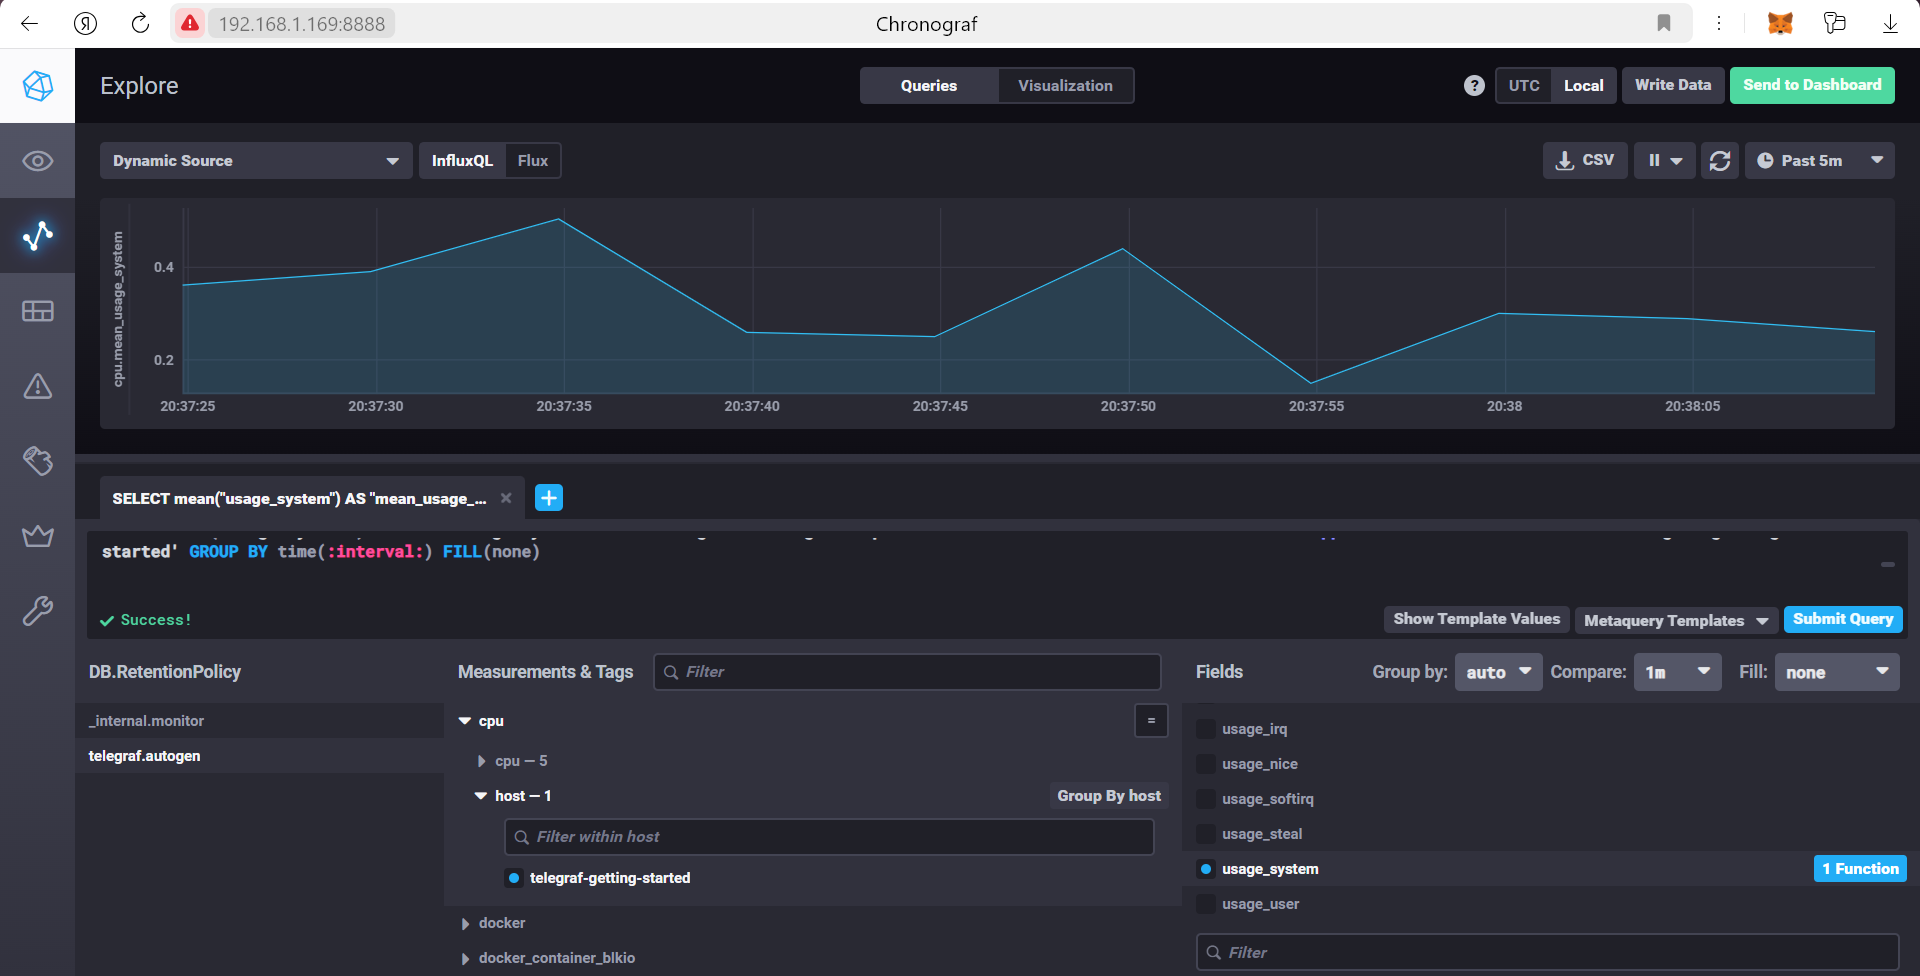 192.168.1.169:8888
Chronograf
Explore
Queries
Visualization
?
UTC
Local
Write Data
Send to Dashboard
Dynamic Source
InfluxQL
Flux
CSV
Past 5m
cpu.mean_usage_system
0.4
0.2
20:37:25
20:37:30
20:37:35
20:37:40
20:37:45
20:37:50
20:37:55
20:38
20:38:05
SELECT mean("usage_system") AS "mean_usage_...
started' GROUP BY time(:interval:) FILL(none)
Success!
Show Template Values
Metaquery Templates
Submit Query
DB.RetentionPolicy
Measurements & Tags
Filter
Fields
Group by:
auto
Compare:
1m
Fill:
none
_internal.monitor
telegraf.autogen
cpu
=
cpu — 5
host — 1
Group By host
Filter within host
telegraf-getting-started
docker
docker_container_blkio
usage_irq
usage_nice
usage_softirq
usage_steal
usage_system
1 Function
usage_user
Filter